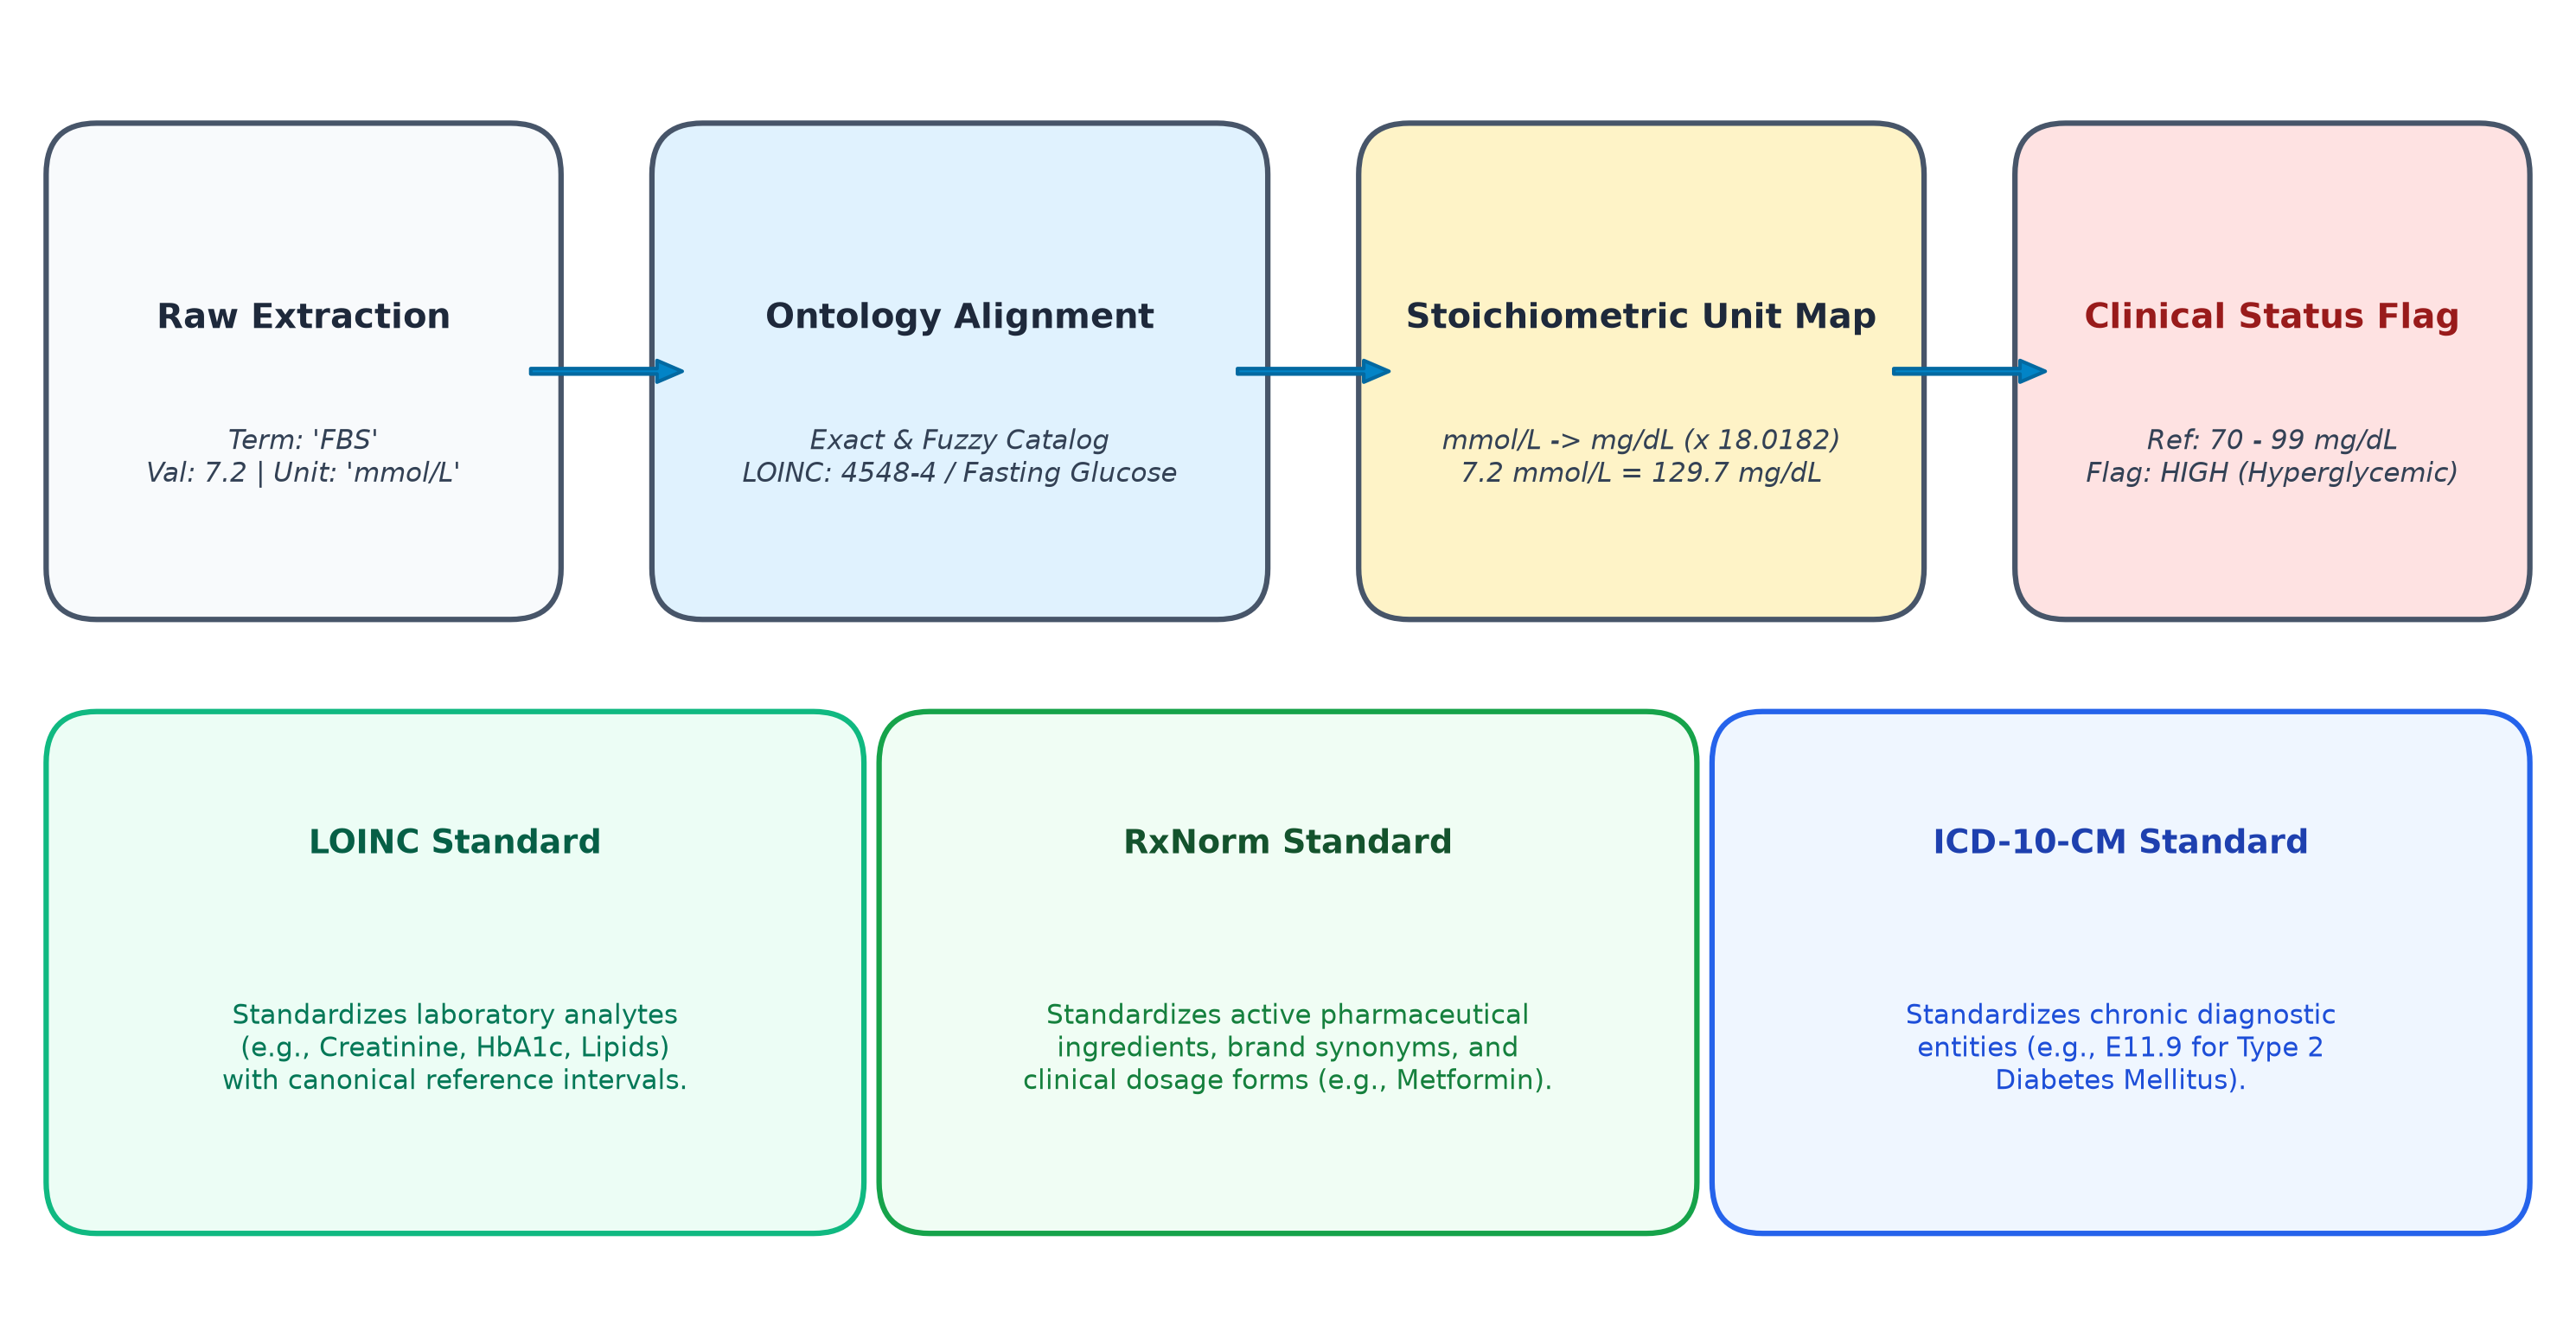 Raw Extraction
Term: 'FBS'
Val: 7.2 | Unit: 'mmol/L'
Ontology Alignment
Exact & Fuzzy Catalog
LOINC: 4548-4 / Fasting Glucose
Stoichiometric Unit Map
mmol/L -> mg/dL (x 18.0182)
7.2 mmol/L = 129.7 mg/dL
Clinical Status Flag
Ref: 70 - 99 mg/dL
Flag: HIGH (Hyperglycemic)
LOINC Standard
Standardizes laboratory analytes
(e.g., Creatinine, HbA1c, Lipids)
with canonical reference intervals.
RxNorm Standard
Standardizes active pharmaceutical
ingredients, brand synonyms, and
clinical dosage forms (e.g., Metformin).
ICD-10-CM Standard
Standardizes chronic diagnostic
entities (e.g., E11.9 for Type 2
Diabetes Mellitus).